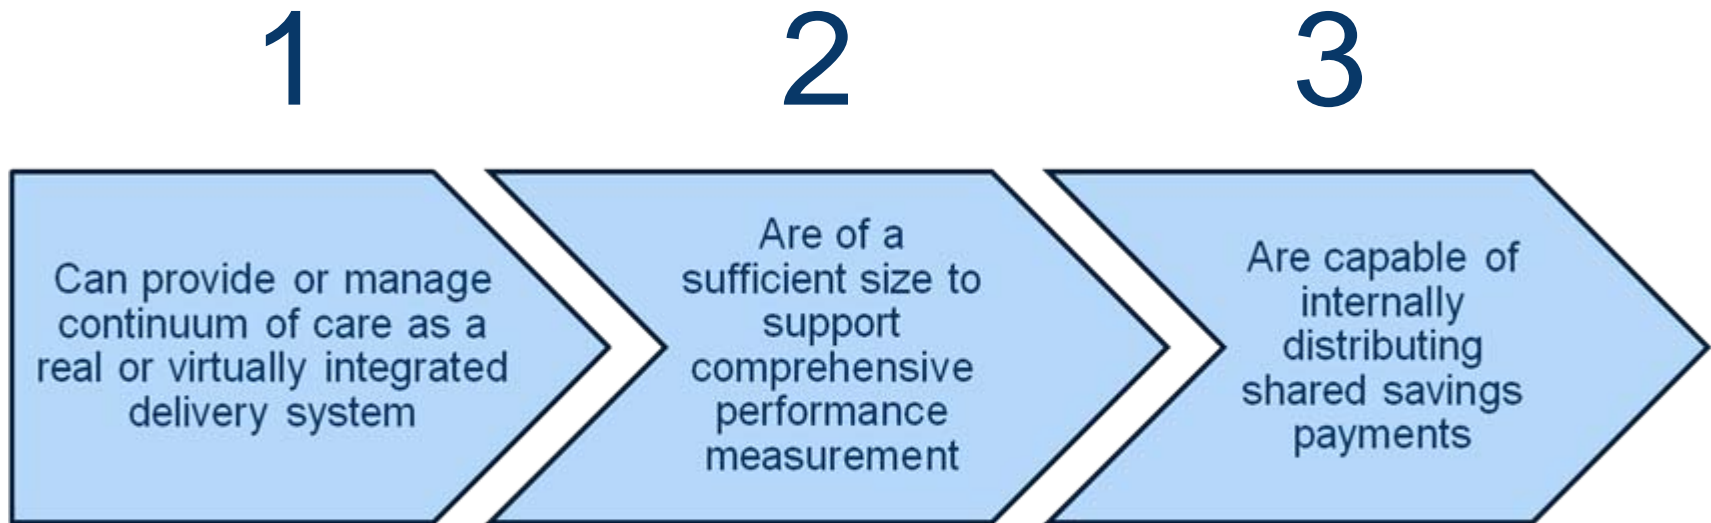 1
2
3
Can provide or manage
continuum of care as a
real or virtually integrated
delivery system
Are of a
sufficient size to
support
comprehensive
performance
measurement
Are capable of
internally
distributing
shared savings
payments